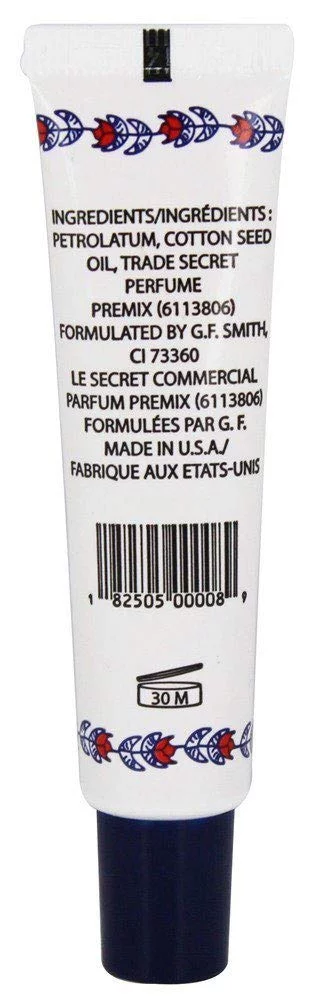 INGREDIENTS/INGRÉDIENTS :
PETROLATUM, COTTON SEED
OIL, TRADE SECRET
PERFUME
PREMIX (6113806)
FORMULATED BY G.F. SMITH,
CI 73360
LE SECRET COMMERCIAL
PARFUM PREMIX (6113806)
FORMULÉES PAR G. F.
MADE IN U.S.A./
FABRIQUE AUX ETATS-UNIS
1 82505 00008 9
30 M